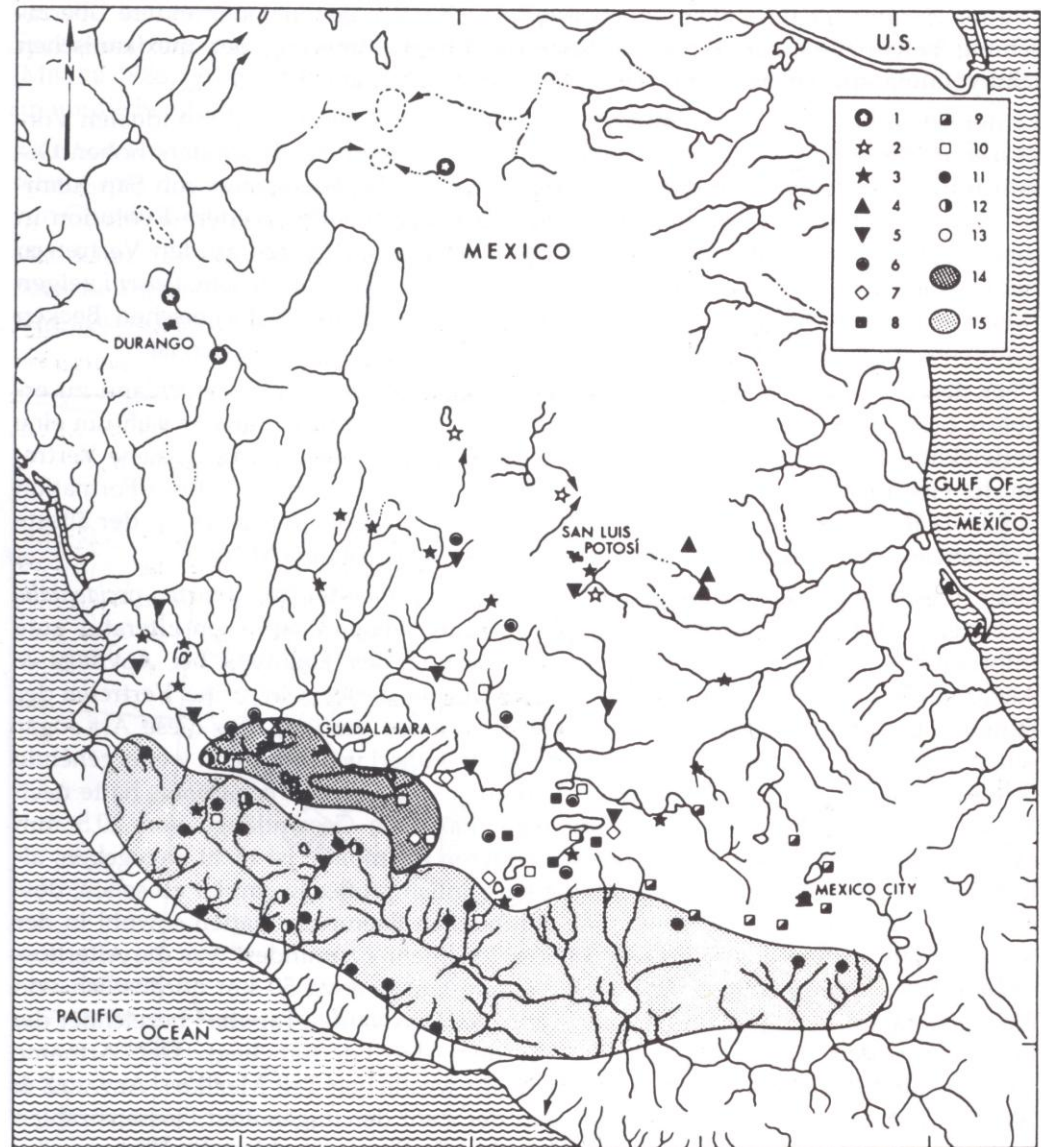 N
U.S.
1 9
2 10
3 11
4 12
5 13
6 14
7
8 15
MEXICO
DURANGO
GULF OF
MEXICO
SAN LUIS
POTOSÍ
GUADALAJARA
MEXICO CITY
PACIFIC
OCEAN